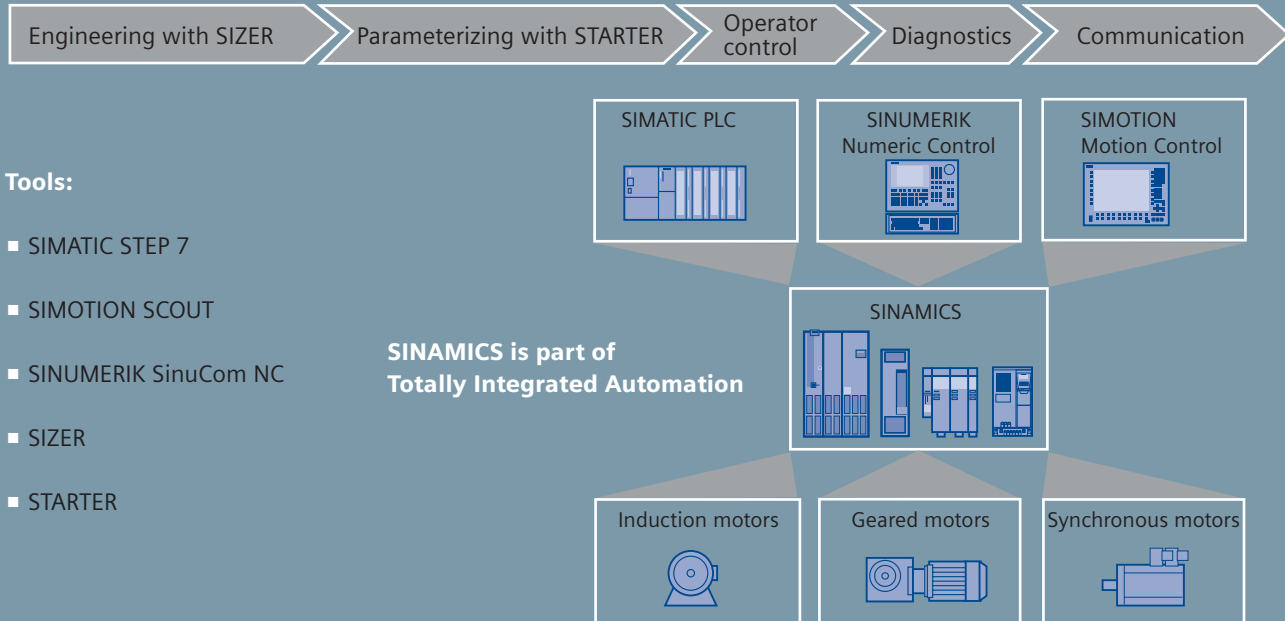 Engineering with SIZER
Parameterizing with STARTER
Operator
control
Diagnostics
Communication
Tools:
SIMATIC STEP 7
SIMOTION SCOUT
SINUMERIK SinuCom NC
SIZER
STARTER
SINAMICS is part of
Totally Integrated Automation
SIMATIC PLC
SINUMERIK
Numeric Control
SIMOTION
Motion Control
SINAMICS
Induction motors
Geared motors
Synchronous motors